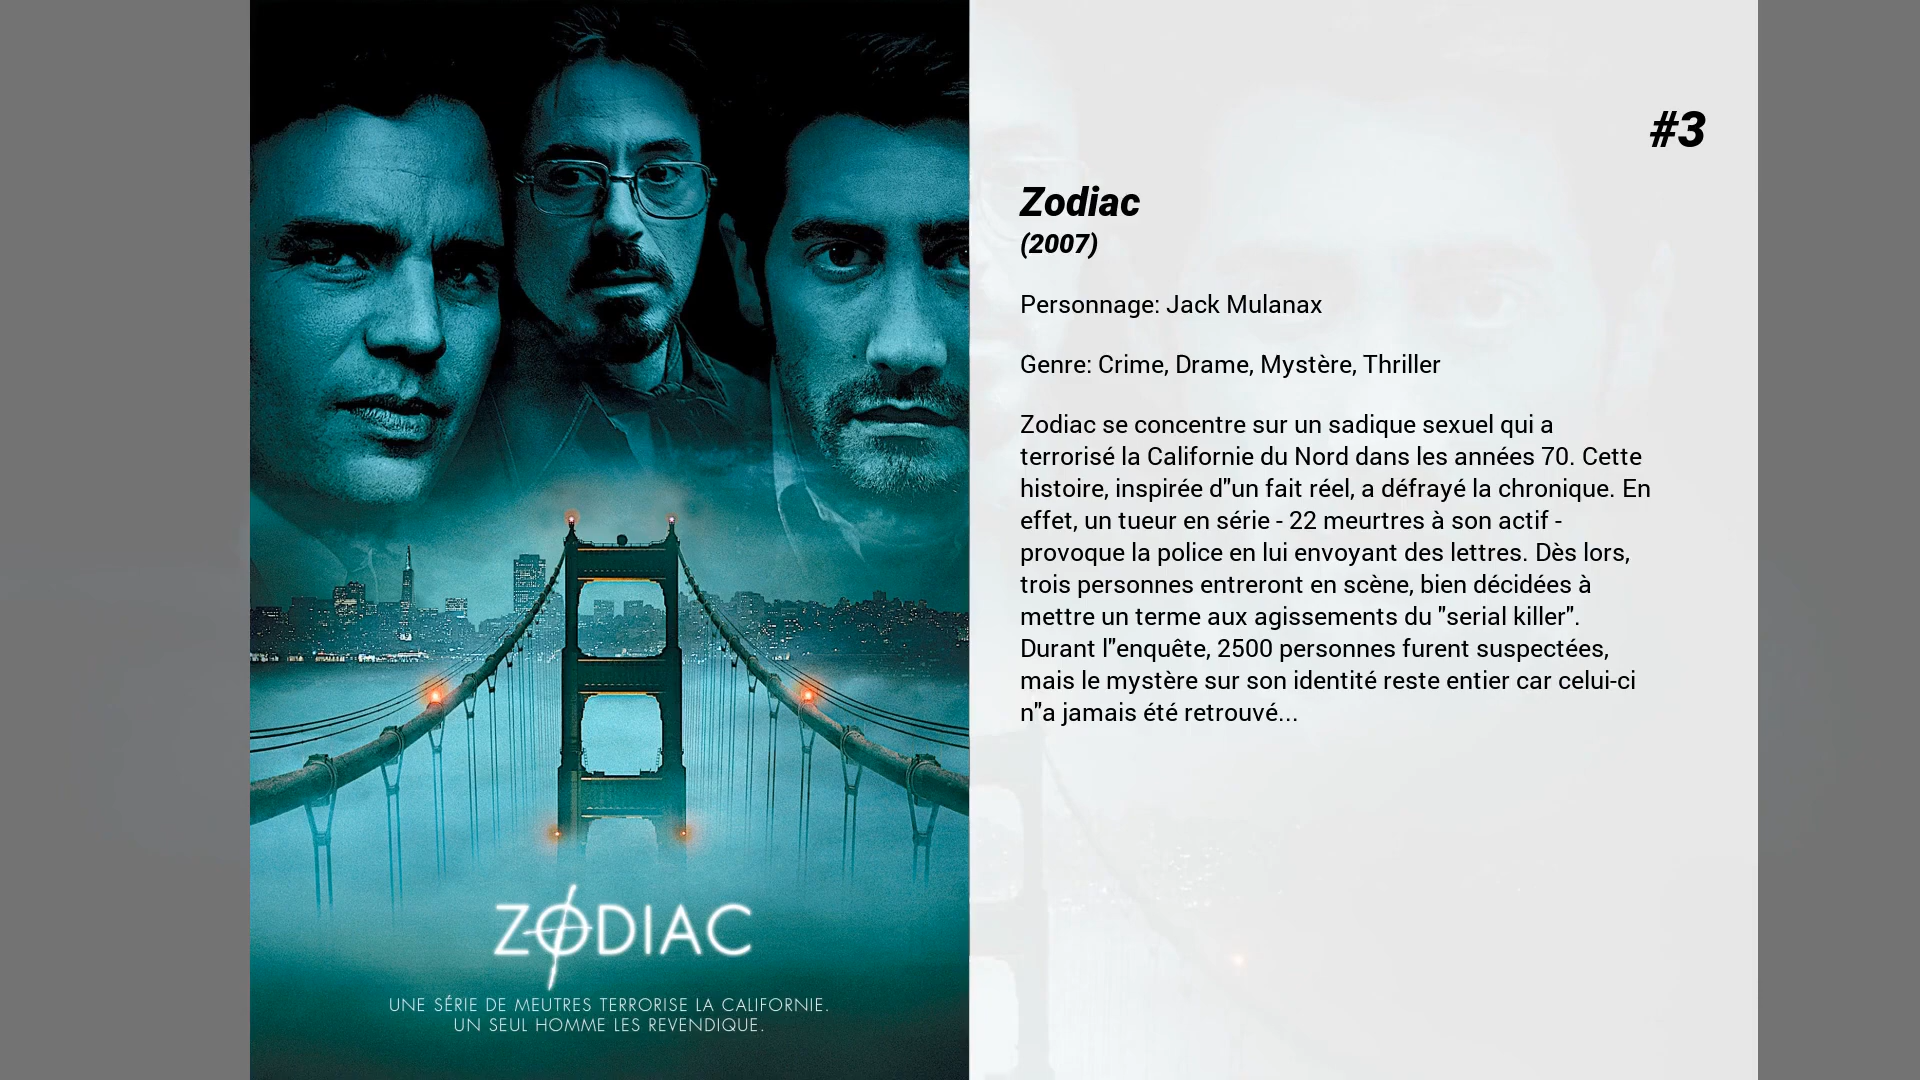 #3
Zodiac
(2007)
Personnage: Jack Mulanax
Genre: Crime, Drame, Mystère, Thriller
Zodiac se concentre sur un sadique sexuel qui a
terrorisé la Californie du Nord dans les années 70. Cette
histoire, inspirée d"un fait réel, a défrayé la chronique. En
effet, un tueur en série - 22 meurtres à son actif -
provoque la police en lui envoyant des lettres. Dès lors,
trois personnes entreront en scène, bien décidées à
mettre un terme aux agissements du "serial killer".
Durant l"enquête, 2500 personnes furent suspectées,
mais le mystère sur son identité reste entier car celui-ci
n"a jamais été retrouvé...
ZODIAC
UNE SÉRIE DE MEUTRES TERRORISE LA CALIFORNIE.
UN SEUL HOMME LES REVENDIQUE.